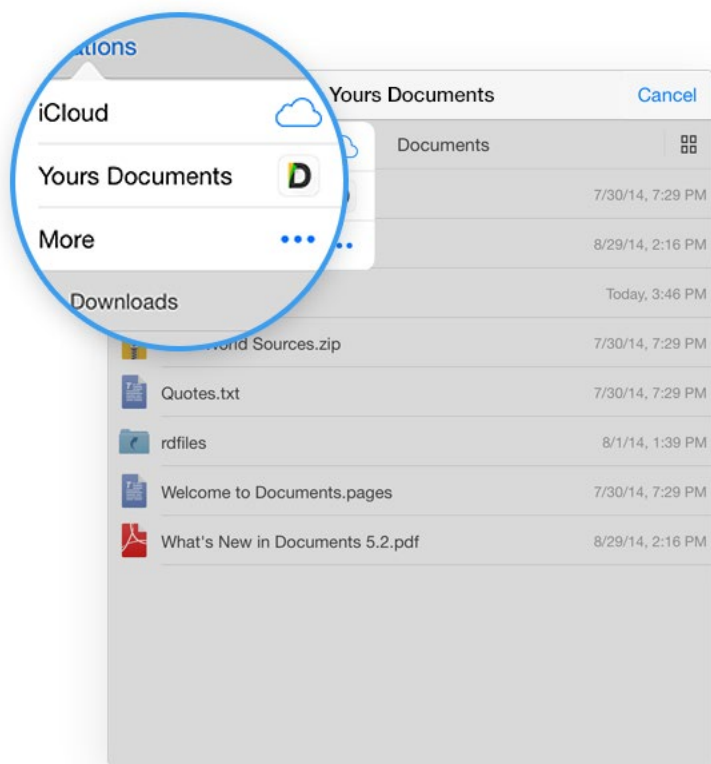 Yours Documents
Cancel
iCloud
Yours Documents
More
Downloads
Documents
7/30/14, 7:29 PM
8/29/14, 2:16 PM
Today, 3:46 PM
Sources.zip
7/30/14, 7:29 PM
Quotes.txt
7/30/14, 7:29 PM
rdfiles
8/1/14, 1:39 PM
Welcome to Documents.pages
7/30/14, 7:29 PM
What's New in Documents 5.2.pdf
8/29/14, 2:16 PM